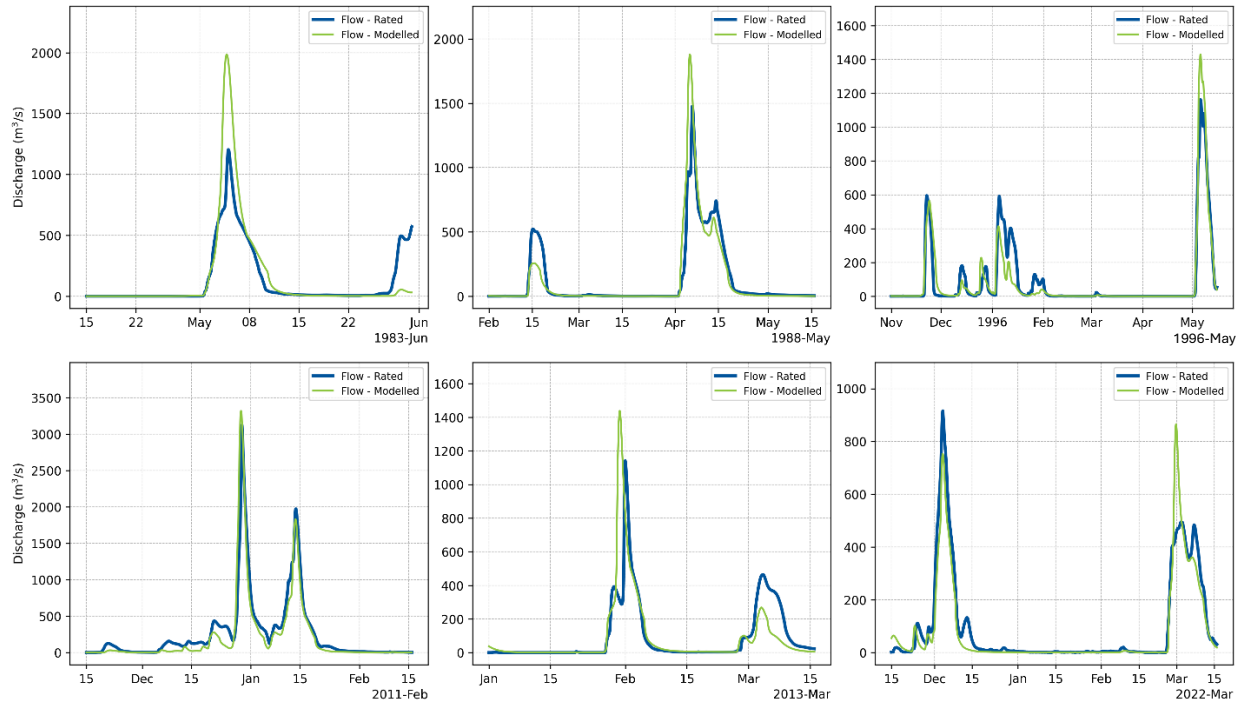 Flow - Rated
Flow - Modelled
Discharge (m³/s)
2000
1500
1000
500
0
15 22 May 08 15 22 Jun
1983-Jun
Flow - Rated
Flow - Modelled
2000
1500
1000
500
0
Feb 15 Mar 15 Apr 15 May 15
1988-May
Flow - Rated
Flow - Modelled
1600
1400
1200
1000
800
600
400
200
0
Nov Dec 1996 Feb Mar Apr May
1996-May
Flow - Rated
Flow - Modelled
Discharge (m³/s)
3500
3000
2500
2000
1500
1000
500
0
15 Dec 15 Jan 15 Feb 15
2011-Feb
Flow - Rated
Flow - Modelled
1600
1400
1200
1000
800
600
400
200
0
Jan 15 Feb 15 Mar 15
2013-Mar
Flow - Rated
Flow - Modelled
1000
800
600
400
200
0
15 Dec 15 Jan 15 Feb 15 Mar 15
2022-Mar